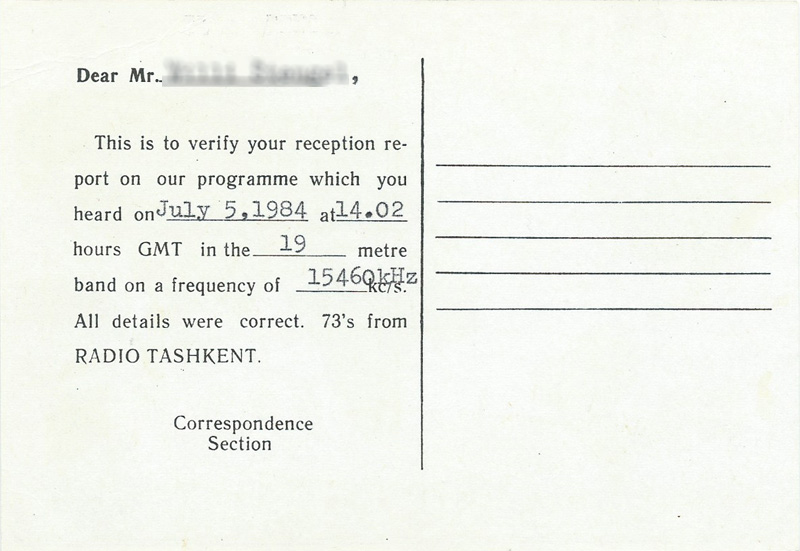 Dear Mr. ,
This is to verify your reception re-
port on our programme which you
heard on July 5,1984 at 14.02
hours GMT in the 19 metre
band on a frequency of 15460kHz kc/s.
All details were correct. 73's from
RADIO TASHKENT.
Correspondence
Section